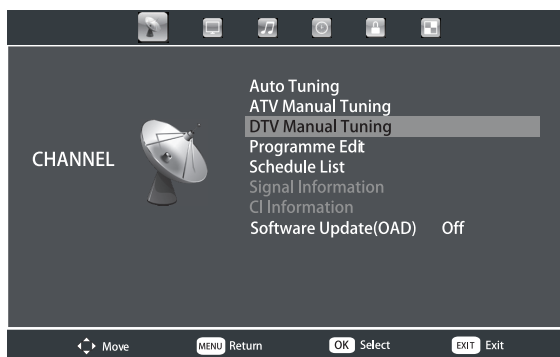 Auto Tuning
ATV Manual Tuning
DTV Manual Tuning
CHANNEL
Programme Edit
Schedule List
Signal Information
CI Information
Software Update(OAD) Off
Move MENU Return OK Select EXIT Exit